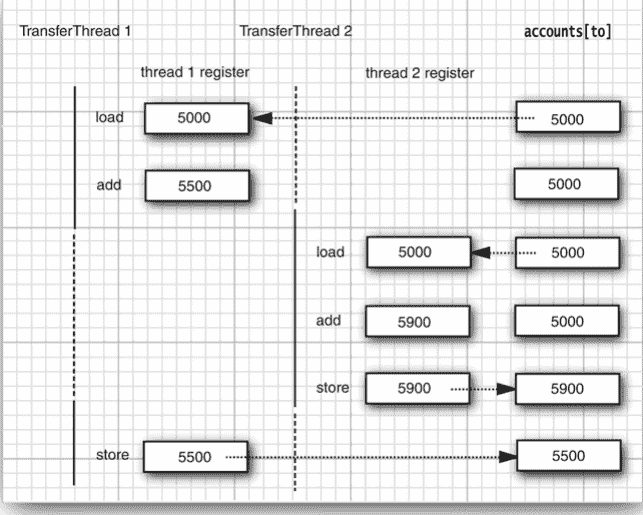 TransferThread 1 TransferThread 2 accounts[to]
thread 1 register thread 2 register
load 5000 5000
add 5500 5000
load 5000 5000
add 5900 5000
store 5900 5900
store 5500 5500